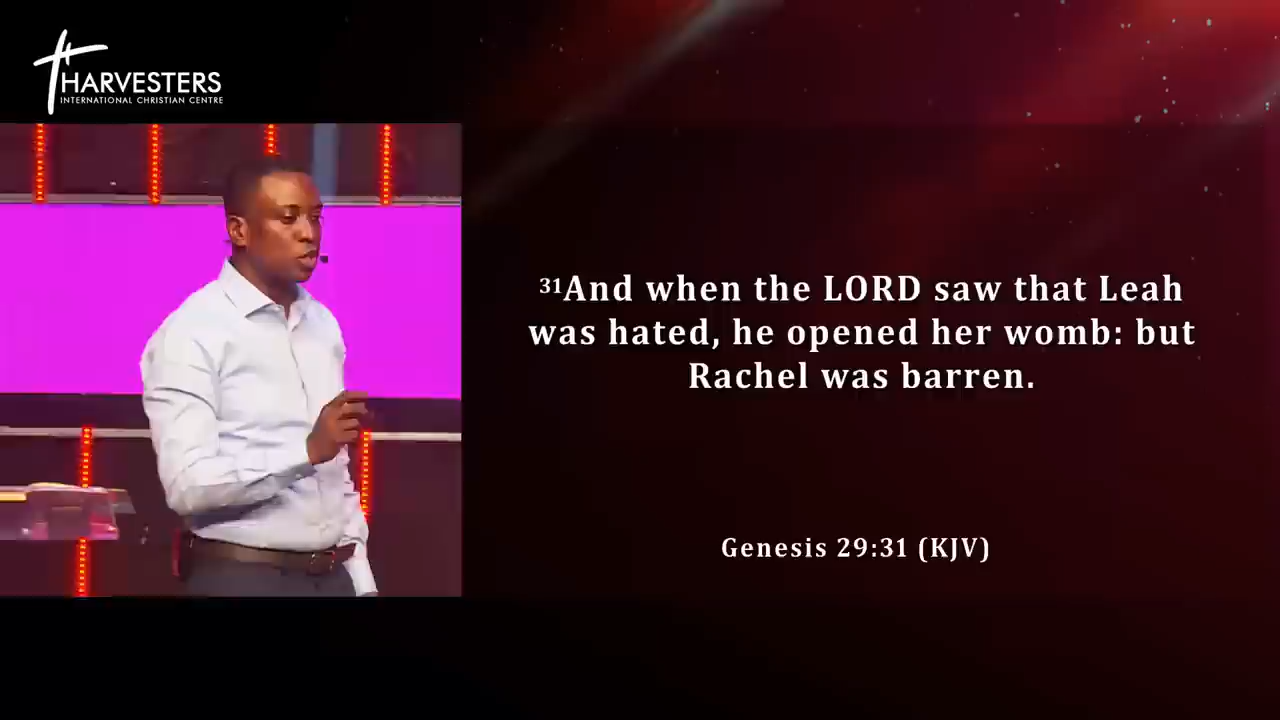 HARVESTERS
INTERNATIONAL CHRISTIAN CENTRE
³¹And when the LORD saw that Leah
was hated, he opened her womb: but
Rachel was barren.
Genesis 29:31 (KJV)